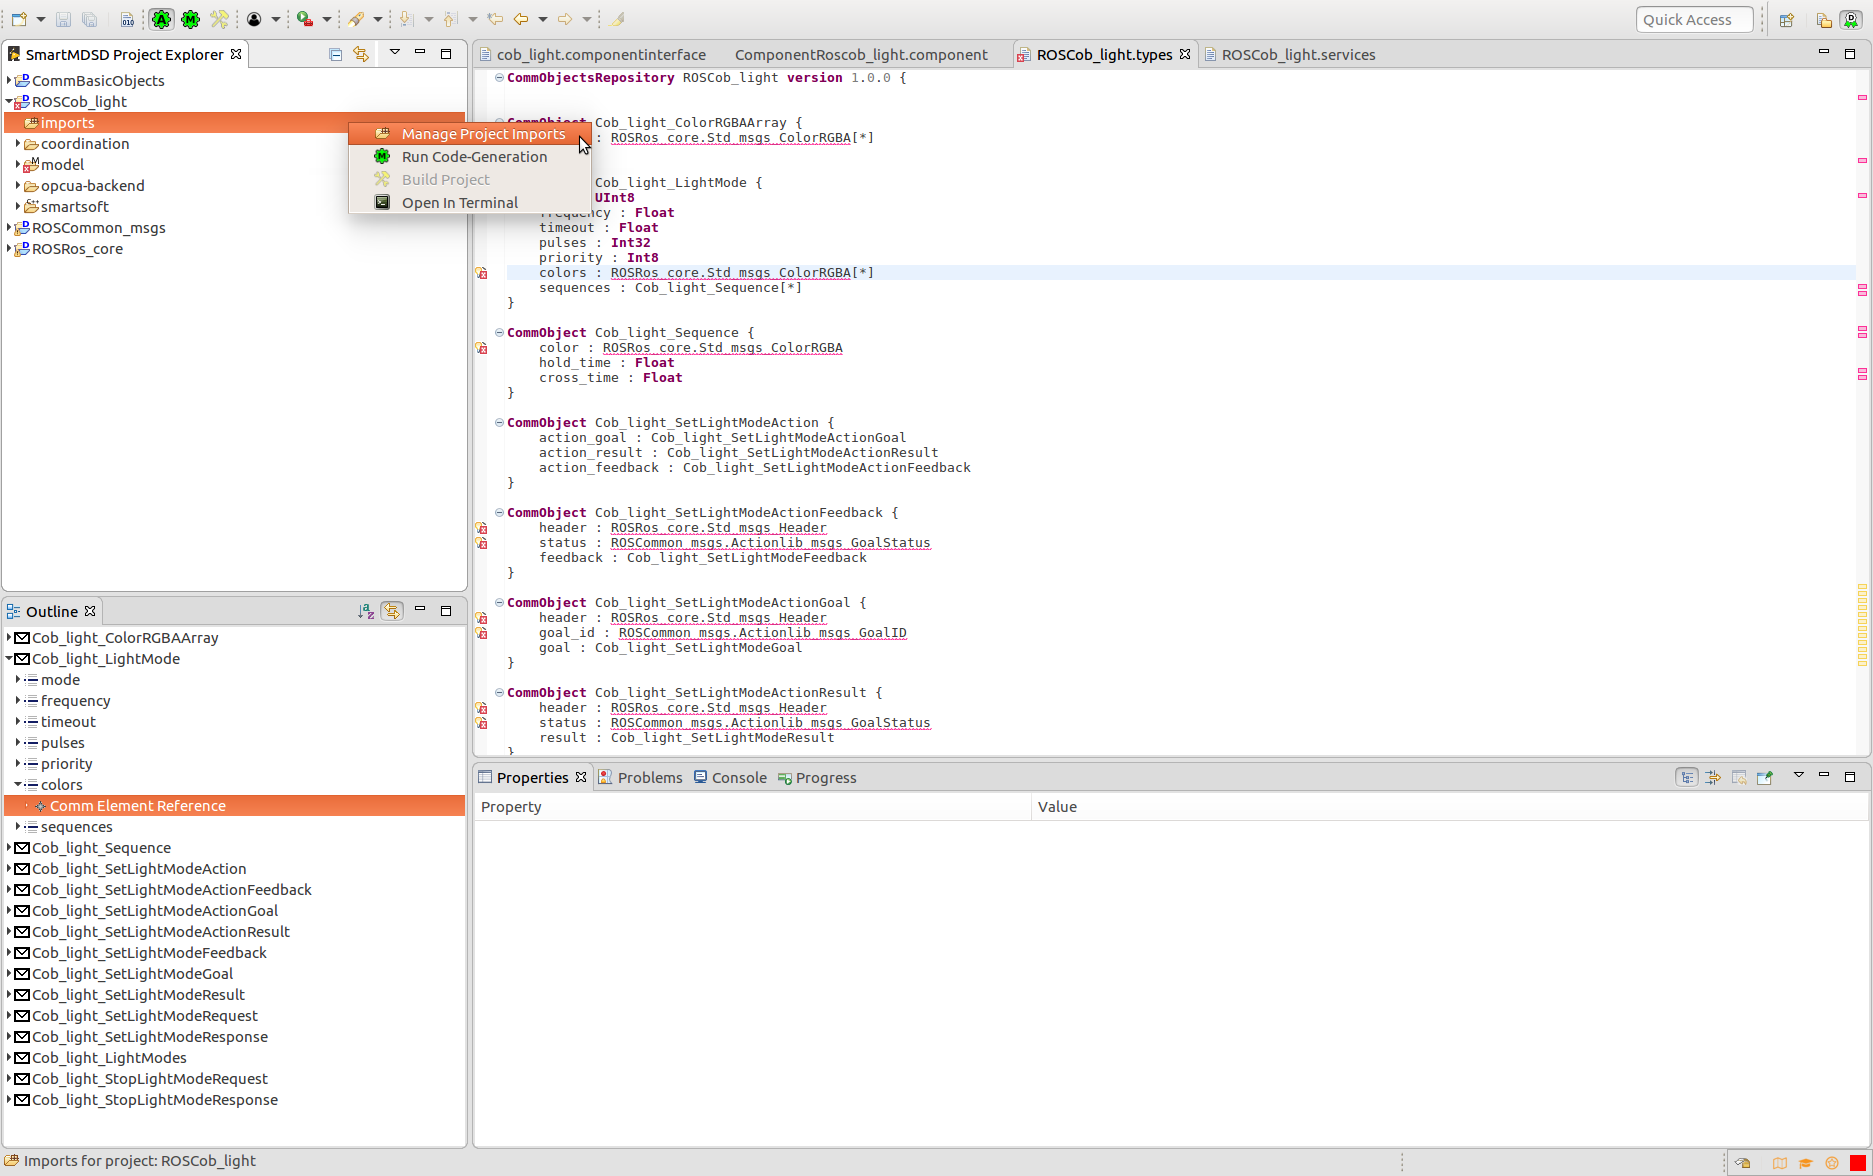 Quick Access
SmartMDSD Project Explorer
CommBasicObjects
ROSCob_light
imports
coordination
model
opcua-backend
smartsoft
ROSCommon_msgs
ROSRos_core
Manage Project Imports
Run Code-Generation
Build Project
Open In Terminal
cob_light.componentinterface
ComponentRoscob_light.component
ROSCob_light.types
ROSCob_light.services
CommObjectsRepository ROSCob_light version 1.0.0 {
Cob_light_ColorRGBAArray {
: ROSRos_core.Std_msgs_ColorRGBA[*]
Cob_light_LightMode {
UInt8
frequency : Float
timeout : Float
pulses : Int32
priority : Int8
colors : ROSRos_core.Std_msgs_ColorRGBA[*]
sequences : Cob_light_Sequence[*]
}
CommObject Cob_light_Sequence {
color : ROSRos_core.Std_msgs_ColorRGBA
hold_time : Float
cross_time : Float
}
CommObject Cob_light_SetLightModeAction {
action_goal : Cob_light_SetLightModeActionGoal
action_result : Cob_light_SetLightModeActionResult
action_feedback : Cob_light_SetLightModeActionFeedback
}
CommObject Cob_light_SetLightModeActionFeedback {
header : ROSRos_core.Std_msgs_Header
status : ROSCommon_msgs.Actionlib_msgs_GoalStatus
feedback : Cob_light_SetLightModeFeedback
}
CommObject Cob_light_SetLightModeActionGoal {
header : ROSRos_core.Std_msgs_Header
goal_id : ROSCommon_msgs.Actionlib_msgs_GoalID
goal : Cob_light_SetLightModeGoal
}
CommObject Cob_light_SetLightModeActionResult {
header : ROSRos_core.Std_msgs_Header
status : ROSCommon_msgs.Actionlib_msgs_GoalStatus
result : Cob_light_SetLightModeResult
}
Outline
Cob_light_ColorRGBAArray
Cob_light_LightMode
mode
frequency
timeout
pulses
priority
colors
Comm Element Reference
sequences
Cob_light_Sequence
Cob_light_SetLightModeAction
Cob_light_SetLightModeActionFeedback
Cob_light_SetLightModeActionGoal
Cob_light_SetLightModeActionResult
Cob_light_SetLightModeFeedback
Cob_light_SetLightModeGoal
Cob_light_SetLightModeResult
Cob_light_SetLightModeRequest
Cob_light_SetLightModeResponse
Cob_light_LightModes
Cob_light_StopLightModeRequest
Cob_light_StopLightModeResponse
Properties
Problems
Console
Progress
Property
Value
Imports for project: ROSCob_light